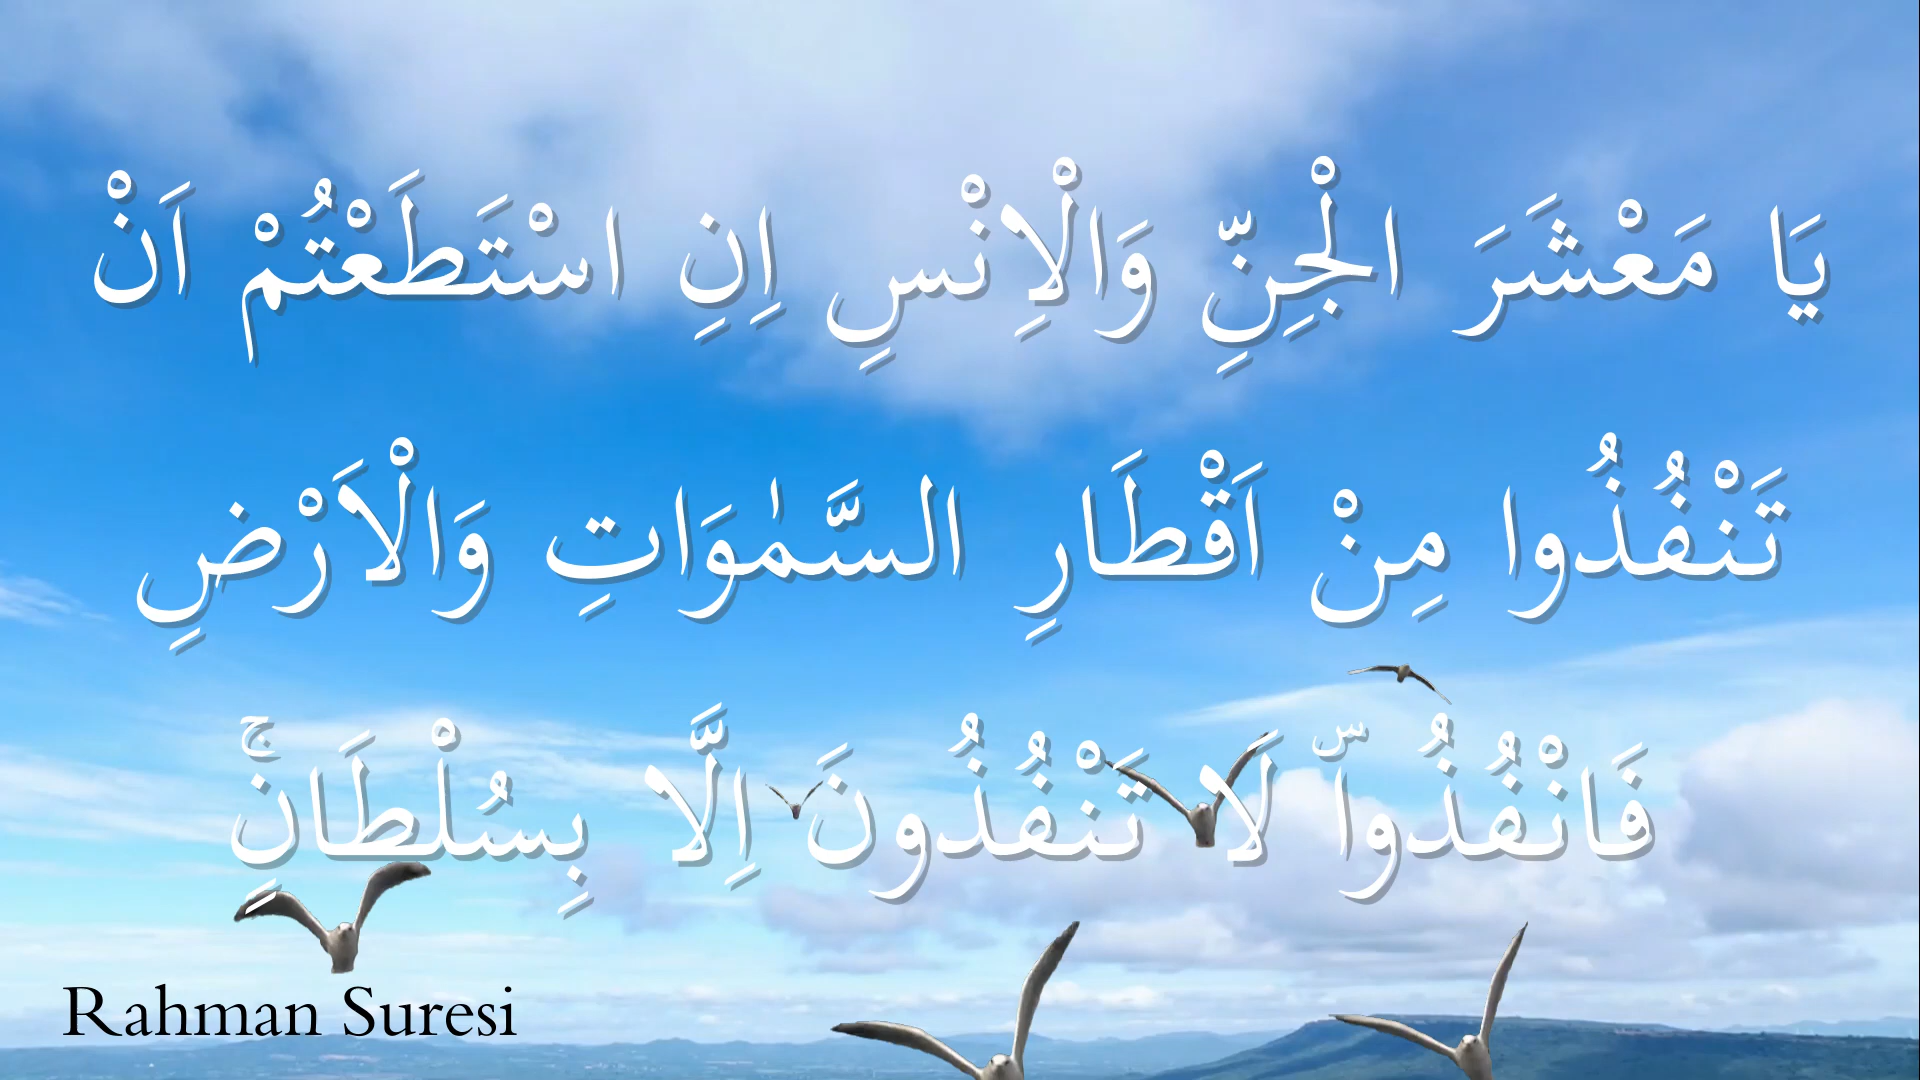 يَا مَعْشَرَ الْجِنِّ وَالْاِنْسِ اِنِ اسْتَطَعْتُمْ اَنْ
تَنْفُذُوا مِنْ اَقْطَارِ السَّمٰوَاتِ وَالْاَرْضِ
فَانْفُذُواۜ لَا تَنْفُذُونَ اِلَّا بِسُلْطَانٍۚ
Rahman Suresi